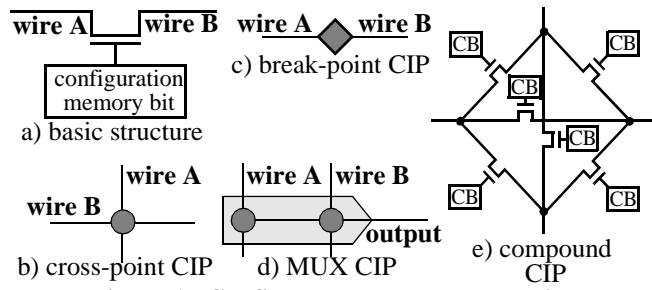 wire A wire B
configuration
memory bit
a) basic structure
wire A wire B
c) break-point CIP
wire A
wire B
b) cross-point CIP
wire A wire B
output
d) MUX CIP
CB
CB
CB
CB
CB
CB
e) compound
CIP